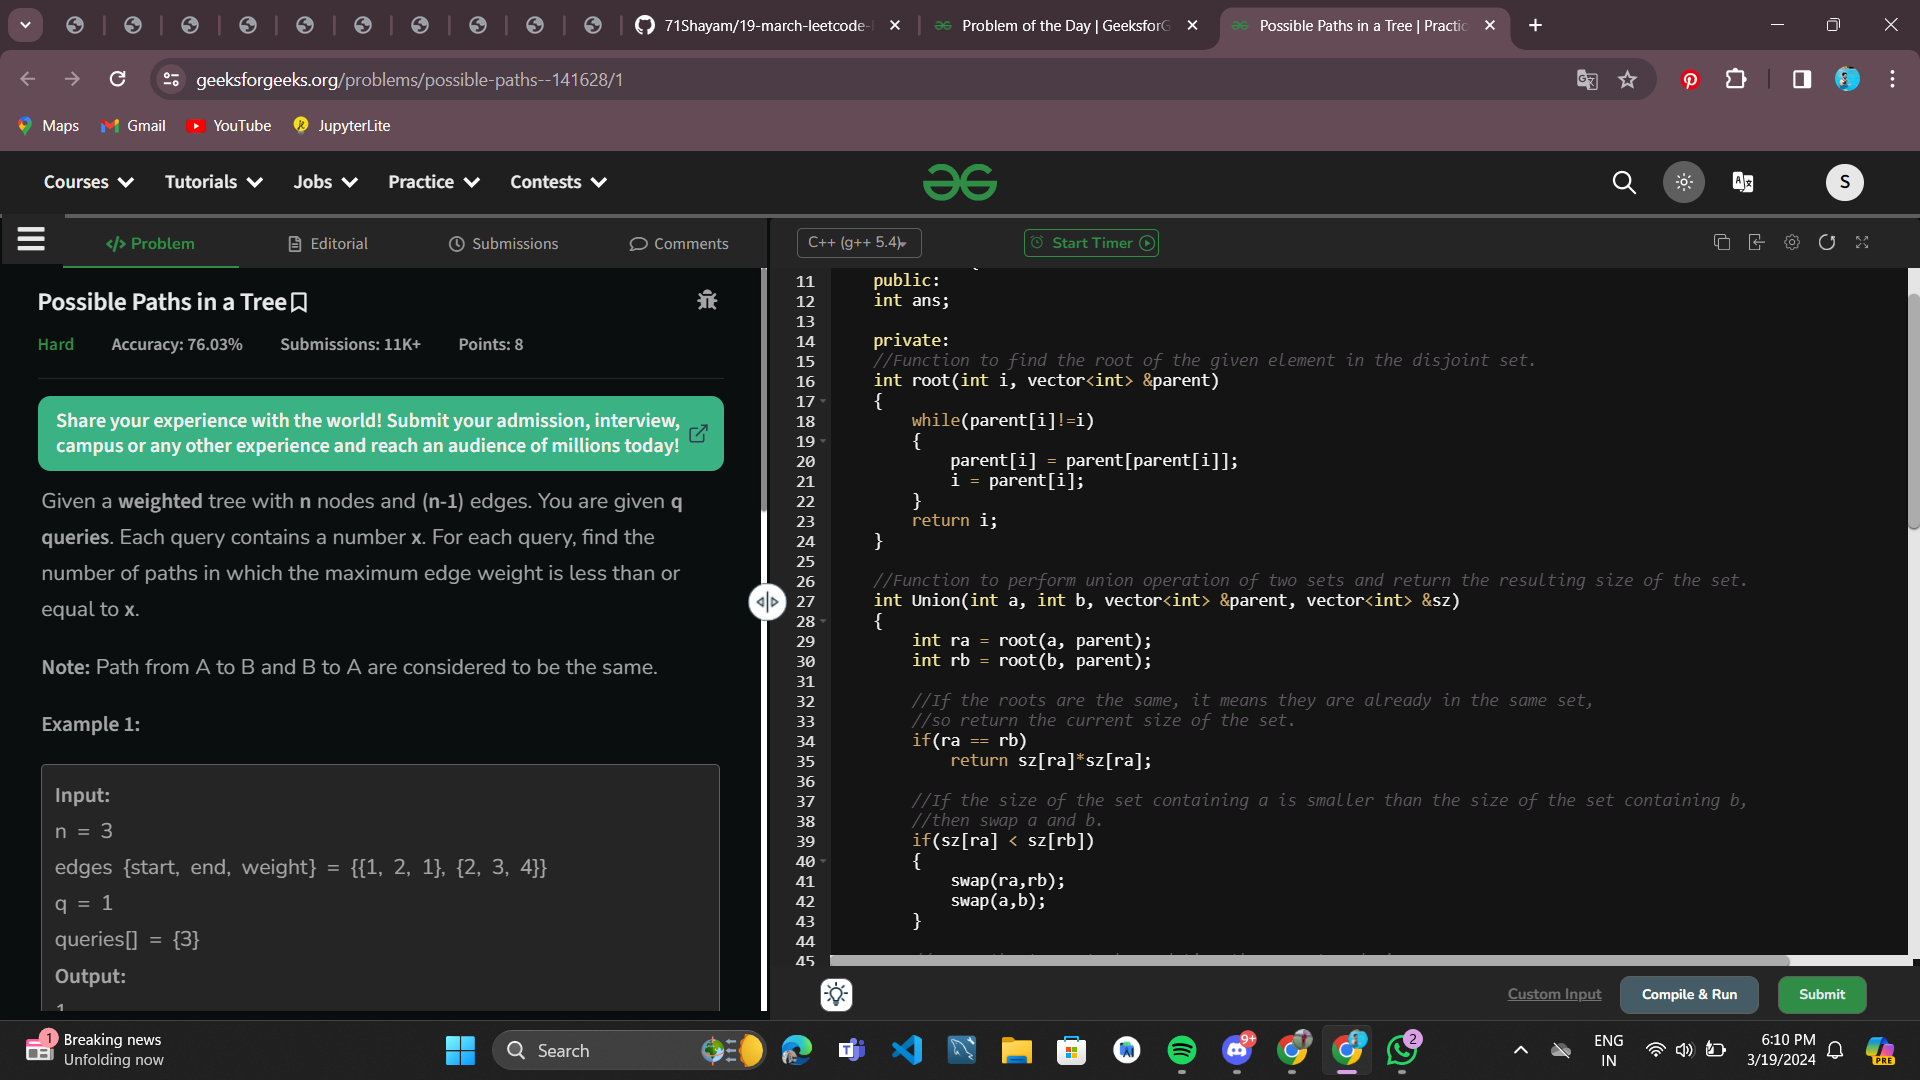 71Shayam/19-march-leetcode-
Problem of the Day | GeeksforG
Possible Paths in a Tree | Practic
geeksforgeeks.org/problems/possible-paths--141628/1
Maps
Gmail
YouTube
JupyterLite
Courses
Tutorials
Jobs
Practice
Contests
S
</> Problem
Editorial
Submissions
Comments
C++ (g++ 5.4)
Start Timer
Possible Paths in a Tree
Hard
Accuracy: 76.03%
Submissions: 11K+
Points: 8
Share your experience with the world! Submit your admission, interview,
campus or any other experience and reach an audience of millions today!
Given a weighted tree with n nodes and (n-1) edges. You are given q
queries. Each query contains a number x. For each query, find the
number of paths in which the maximum edge weight is less than or
equal to x.
Note: Path from A to B and B to A are considered to be the same.
Example 1:
Input:
n = 3
edges {start, end, weight} = {{1, 2, 1}, {2, 3, 4}}
q = 1
queries[] = {3}
Output:
1
11 public:
12 int ans;
13
14 private:
15 //Function to find the root of the given element in the disjoint set.
16 int root(int i, vector<int> &parent)
17 {
18 while(parent[i]!=i)
19 {
20 parent[i] = parent[parent[i]];
21 i = parent[i];
22 }
23 return i;
24 }
25
26 //Function to perform union operation of two sets and return the resulting size of the set.
27 int Union(int a, int b, vector<int> &parent, vector<int> &sz)
28 {
29 int ra = root(a, parent);
30 int rb = root(b, parent);
31
32 //If the roots are the same, it means they are already in the same set,
33 //so return the current size of the set.
34 if(ra == rb)
35 return sz[ra]*sz[ra];
36
37 //If the size of the set containing a is smaller than the size of the set containing b,
38 //then swap a and b.
39 if(sz[ra] < sz[rb])
40 {
41 swap(ra,rb);
42 swap(a,b);
43 }
44
45
Custom Input
Compile & Run
Submit
1
Breaking news
Unfolding now
Search
9+
2
ENG
IN
6:10 PM
3/19/2024
PRE